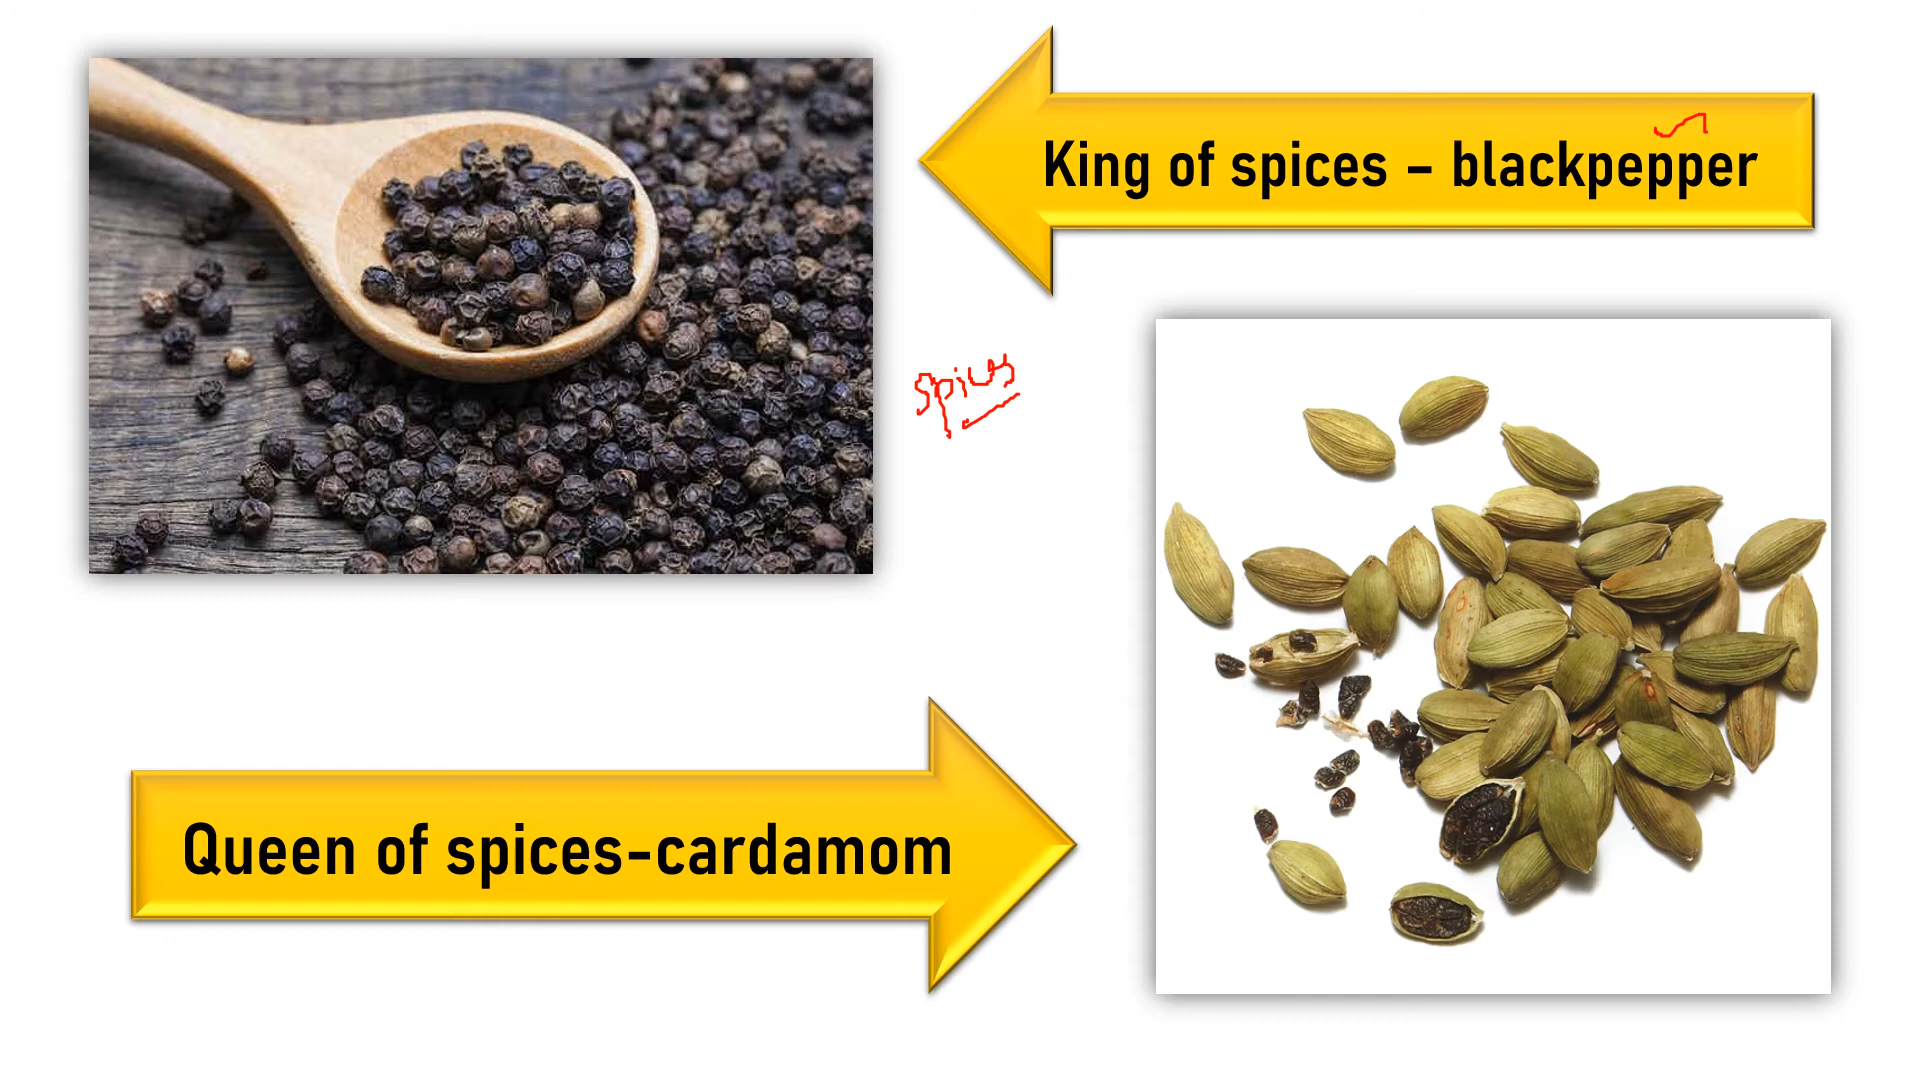 King of spices – blackpepper
spices
Queen of spices-cardamom